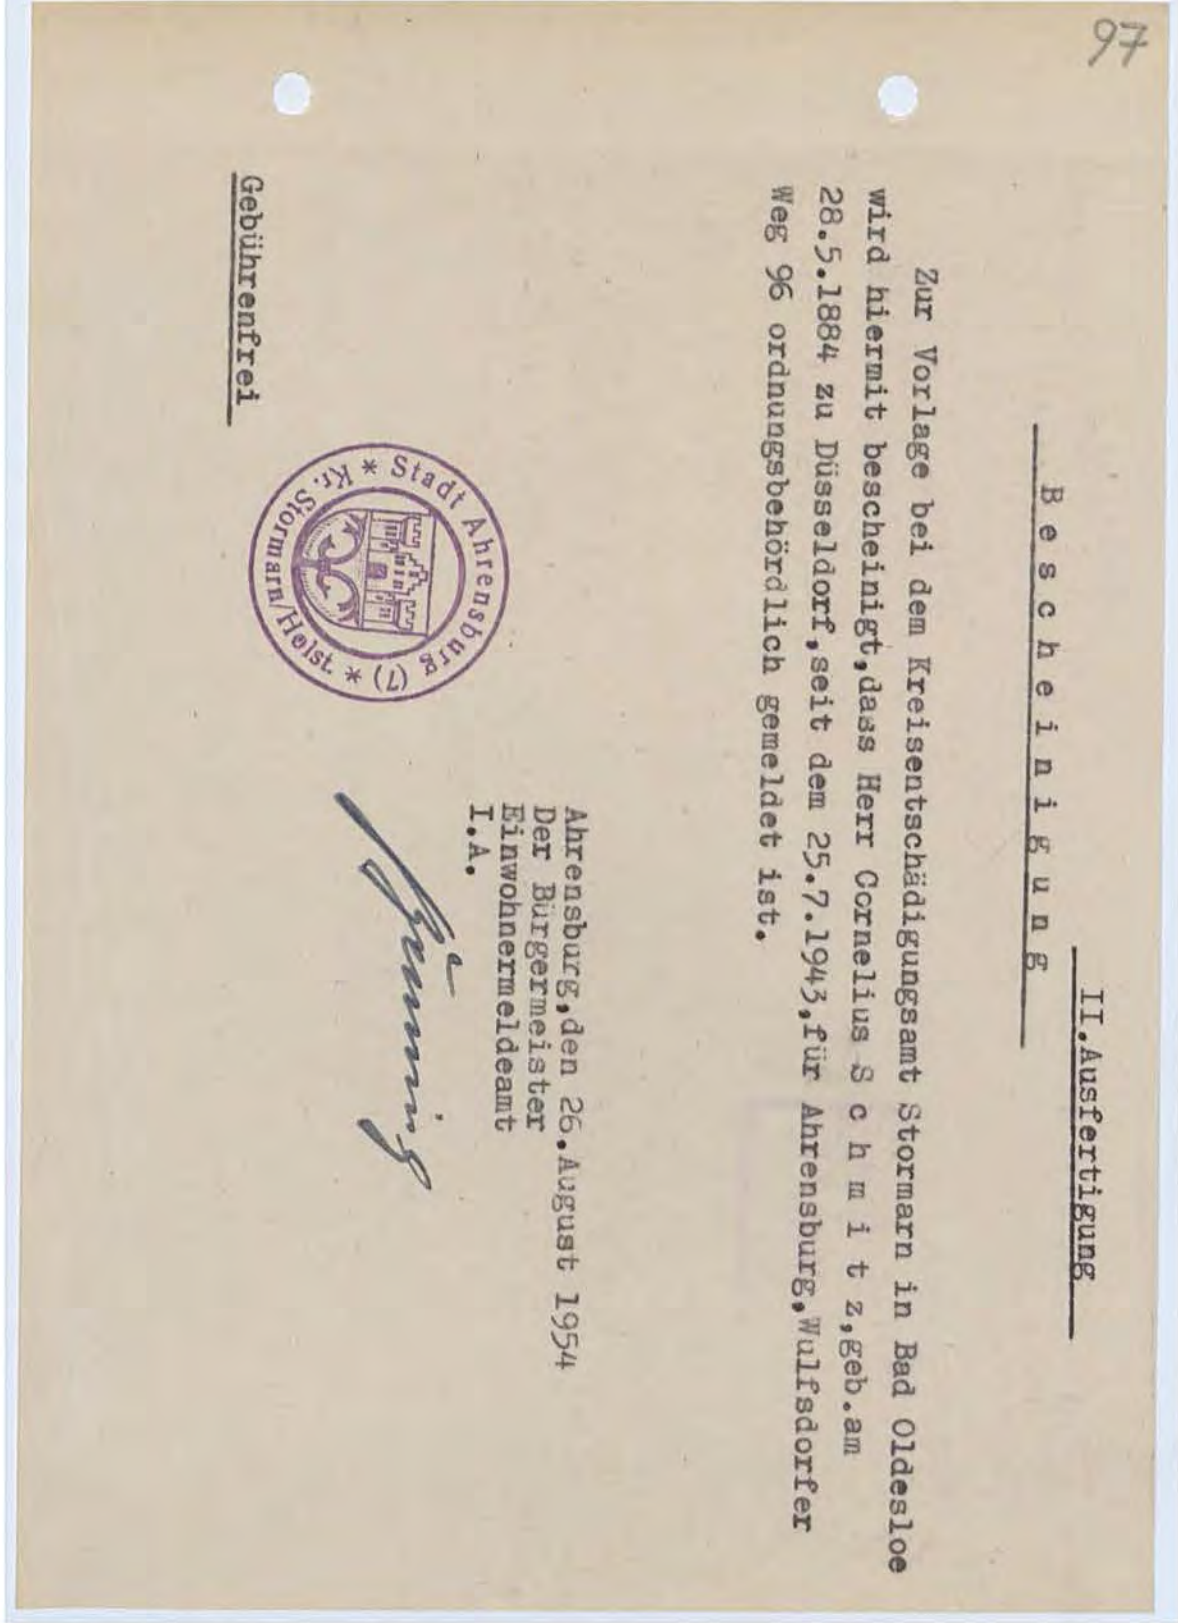 97
II.Ausfertigung
B e s c h e i n i g u n g
Zur Vorlage bei dem Kreisentschädigungsamt Stormarn in Bad Oldesloe
wird hiermit bescheinigt,dass Herr Cornelius S c h m i t z,geb.am
28.5.1884 zu Düsseldorf,seit dem 25.7.1943,für Ahrensburg,Wulfsdorfer
Weg 96 ordnungsbehördlich gemeldet ist.
Ahrensburg,den 26.August 1954
Der Bürgermeister
Einwohnermeldeamt
I.A.
* Stadt Ahrensburg (7) * Kr. Stormarn/Holst.
Gebührenfrei